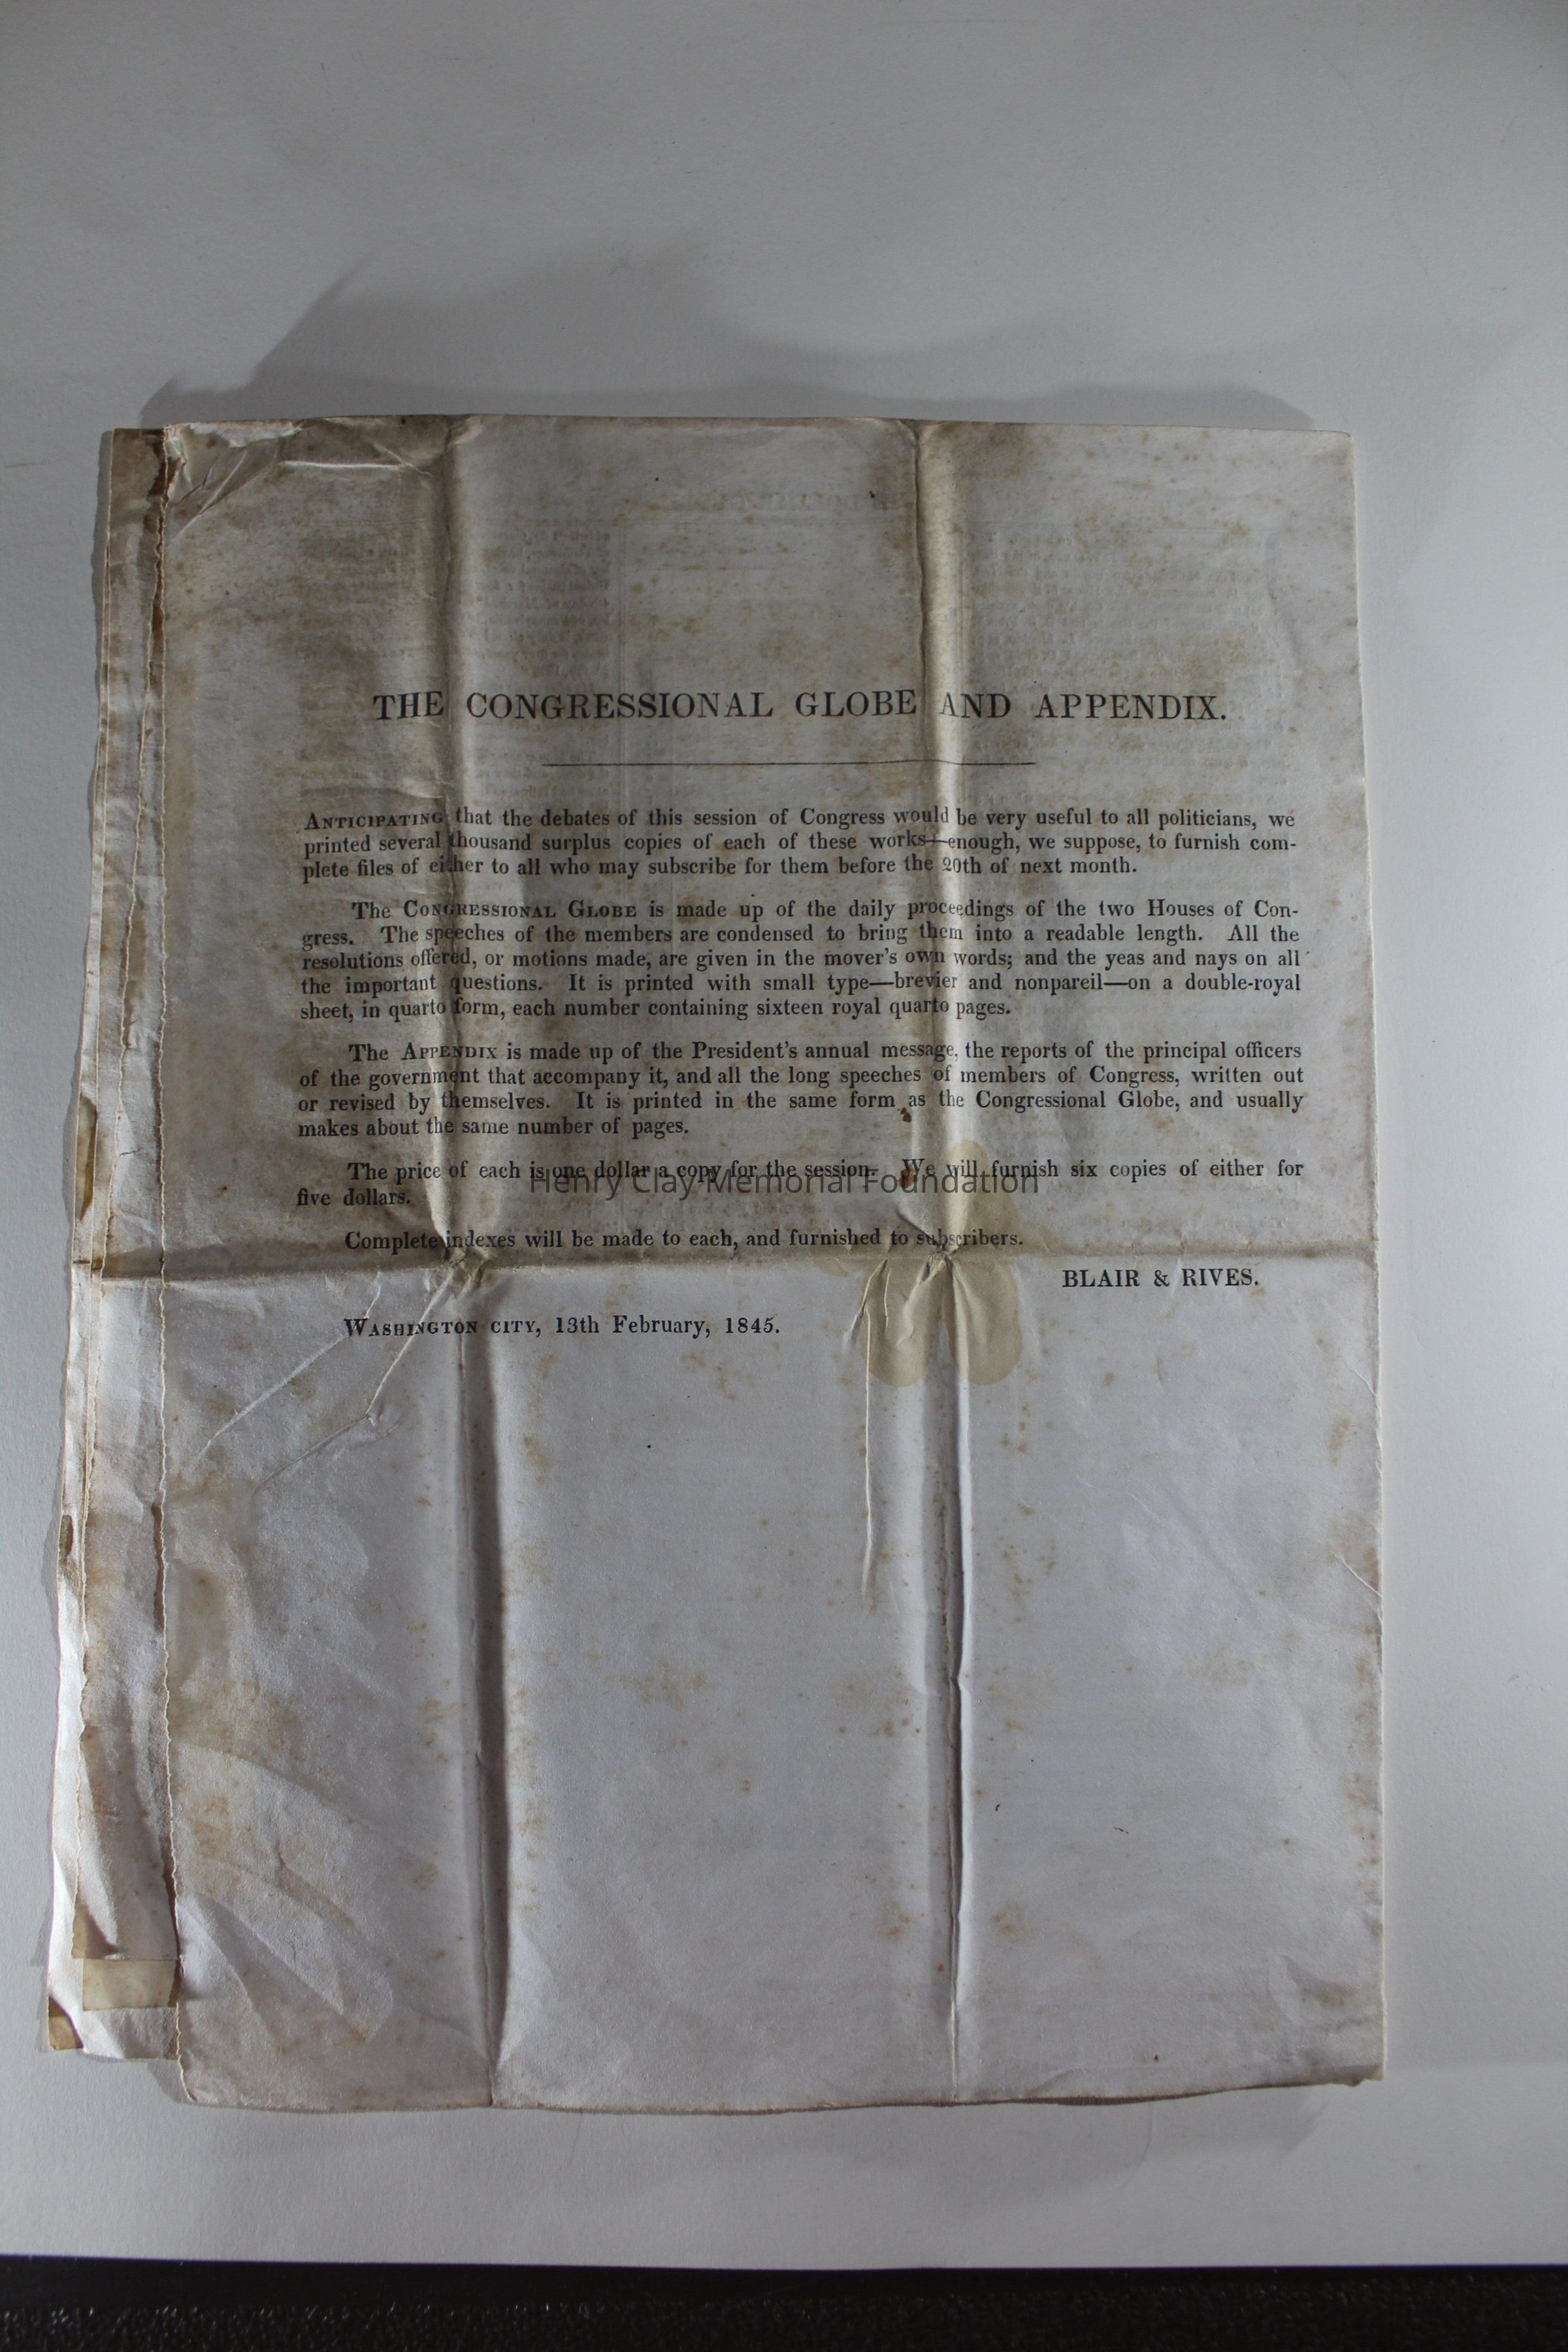 THE CONGRESSIONAL GLOBE AND APPENDIX.
ANTICIPATING that the debates of this session of Congress would be very useful to all politicians, we
printed several thousand surplus copies of each of these works—enough, we suppose, to furnish com-
plete files of either to all who may subscribe for them before the 20th of next month.
The CONGRESSIONAL GLOBE is made up of the daily proceedings of the two Houses of Con-
gress. The speeches of the members are condensed to bring them into a readable length. All the
resolutions offered, or motions made, are given in the mover's own words; and the yeas and nays on all
the important questions. It is printed with small type—brevier and nonpareil—on a double-royal
sheet, in quarto form, each number containing sixteen royal quarto pages.
The APPENDIX is made up of the President's annual message, the reports of the principal officers
of the government that accompany it, and all the long speeches of members of Congress, written out
or revised by themselves. It is printed in the same form as the Congressional Globe, and usually
makes about the same number of pages.
The price of each is one dollar a copy for the session. We will furnish six copies of either for
Henry Clay Memorial Foundation
five dollars.
Complete indexes will be made to each, and furnished to subscribers.
BLAIR & RIVES.
WASHINGTON CITY, 13th February, 1845.